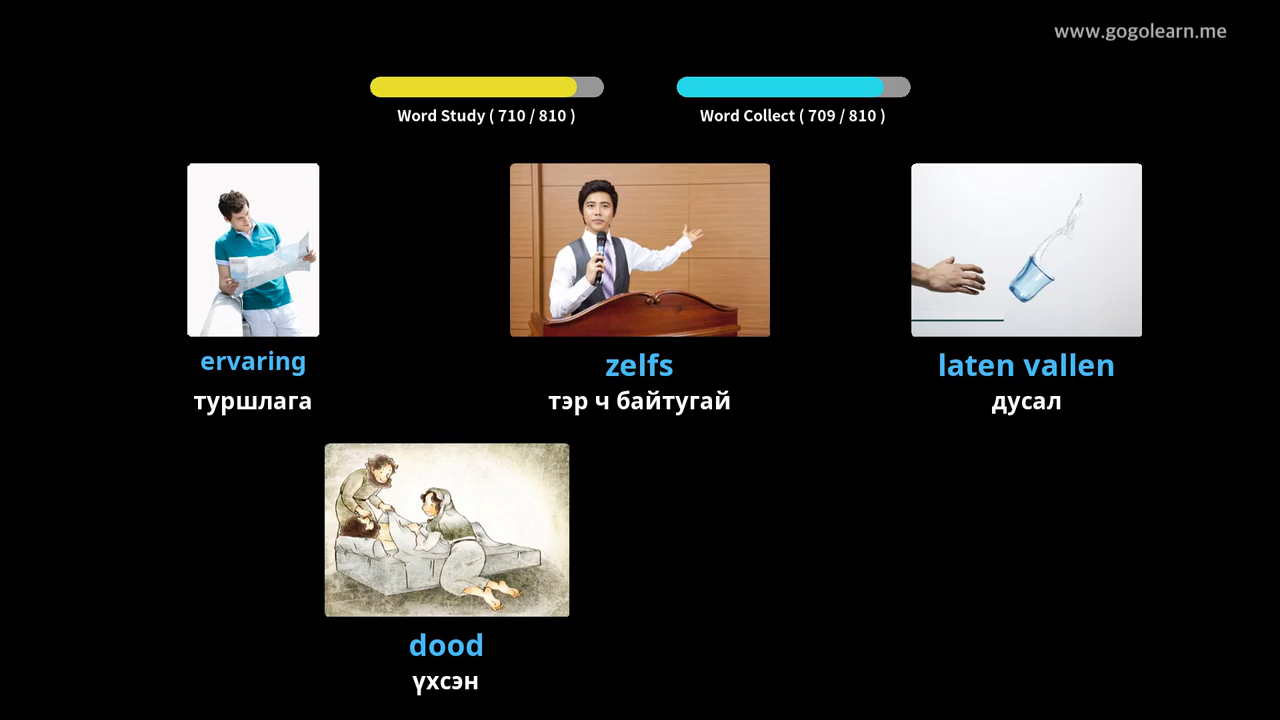 www.gogolearn.me
Word Study ( 710 / 810 )
Word Collect ( 709 / 810 )
ervaring
туршлага
zelfs
тэр ч байтугай
laten vallen
дусал
dood
үхсэн